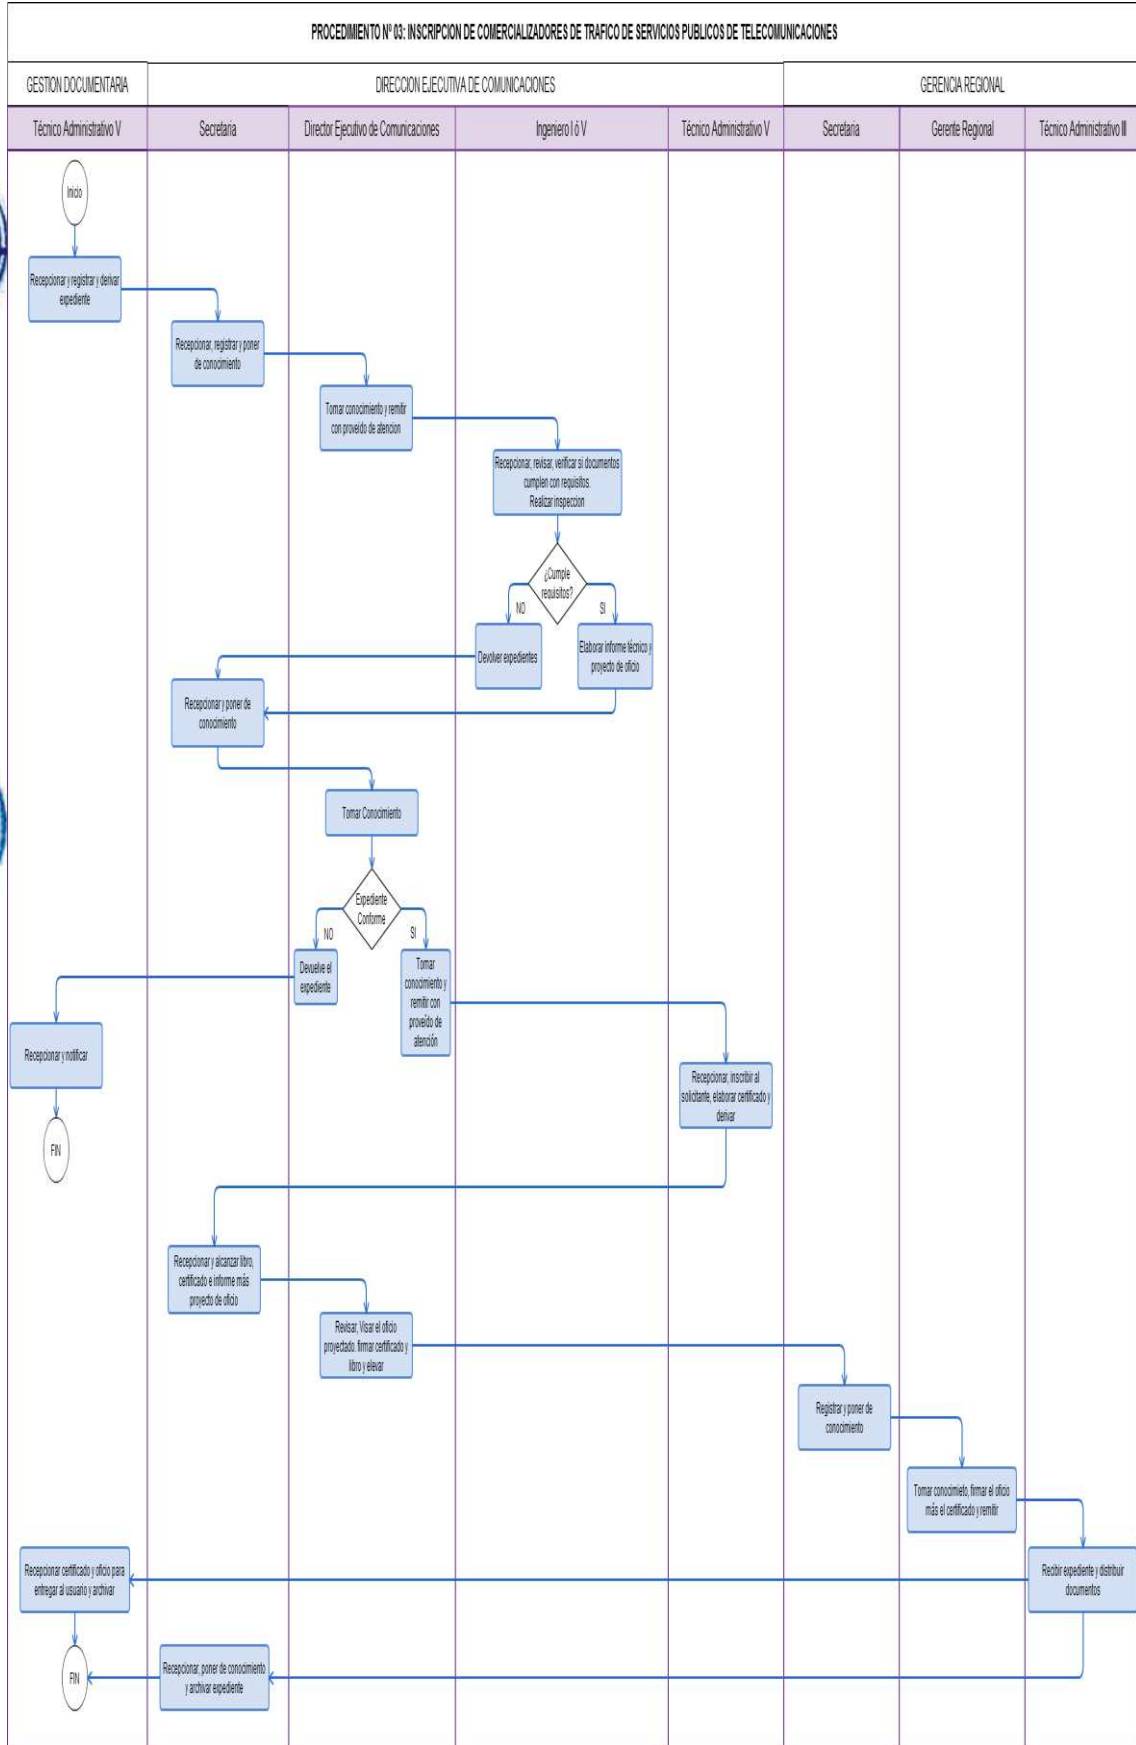 PROCEDIMIENTO Nº 03: INSCRIPCION DE COMERCIALIZADORES DE TRAFICO DE SERVICIOS PUBLICOS DE TELECOMUNICACIONES
GESTION DOCUMENTARIA
DIRECCION EJECUTIVA DE COMUNICACIONES
GERENCIA REGIONAL
Técnico Administrativo V
Secretaria
Director Ejecutivo de Comunicaciones
Ingeniero I ó V
Técnico Administrativo V
Secretaria
Gerente Regional
Técnico Administrativo III
Inicio
Recepcionar y registrar y derivar
expediente
Recepcionar, registrar y poner
de conocimiento
Tomar conocimiento y remitir
con proveido de atencion
Recepcionar, revisar, verificar si documentos
cumplen con requisitos.
Realizar inspeccion
¿Cumple
requisitos?
NO
SI
Devolver expedientes
Elaborar informe técnico y
proyecto de oficio
Recepcionar y poner de
conocimiento
Tomar Conocimiento
Expediente
Conforme
NO
SI
Devuelve el
expediente
Tomar
conocimiento y
remitir con
proveído de
atención
Recepcionar y notificar
FIN
Recepcionar, inscribir al
solicitante, elaborar certificado y
derivar
Recepcionar y alcanzar libro,
certificado e informe más
proyecto de oficio
Revisar, Visar el oficio
proyectado, firmar certificado y
libro y elevar
Registrar y poner de
conocimiento
Tomar conocimieto, firmar el oficio
más el certificado y remitir
Recibir expediente y distribuir
documentos
Recepcionar certificado y oficio para
entregar al usuario y archivar
FIN
Recepcionar, poner de conocimiento
y archivar expediente